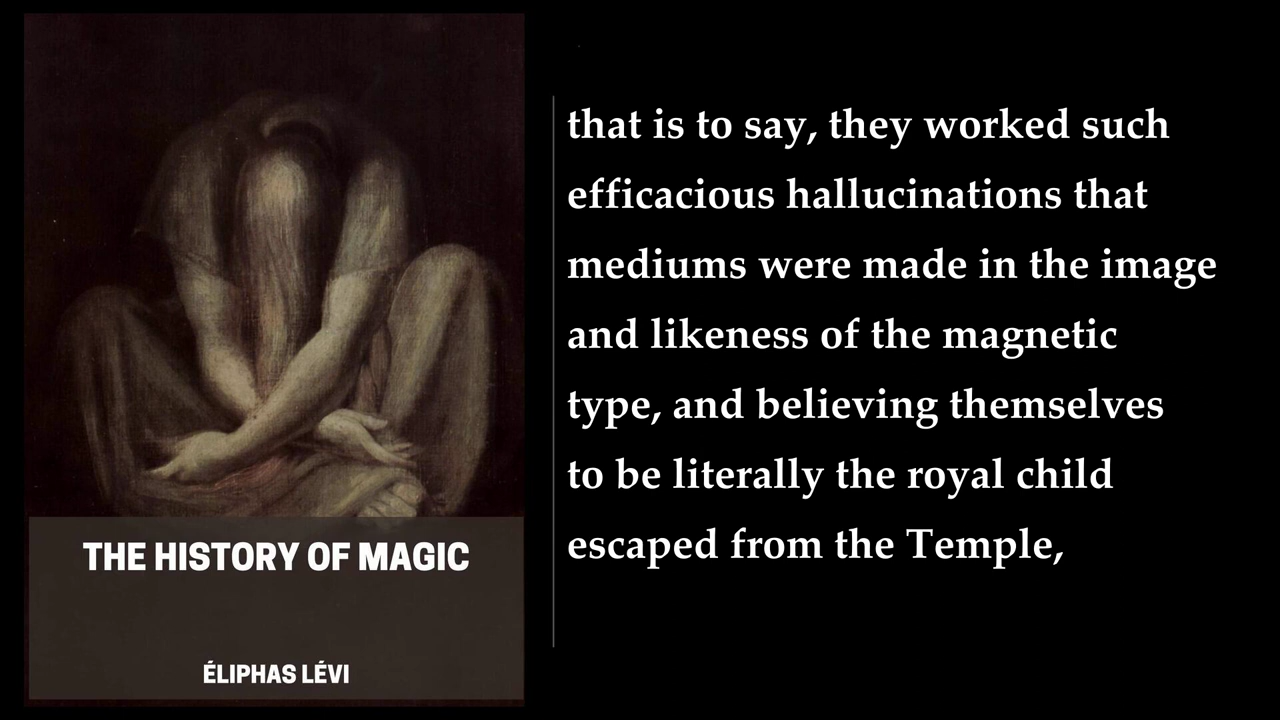 THE HISTORY OF MAGIC
ÉLIPHAS LÉVI
that is to say, they worked such
efficacious hallucinations that
mediums were made in the image
and likeness of the magnetic
type, and believing themselves
to be literally the royal child
escaped from the Temple,